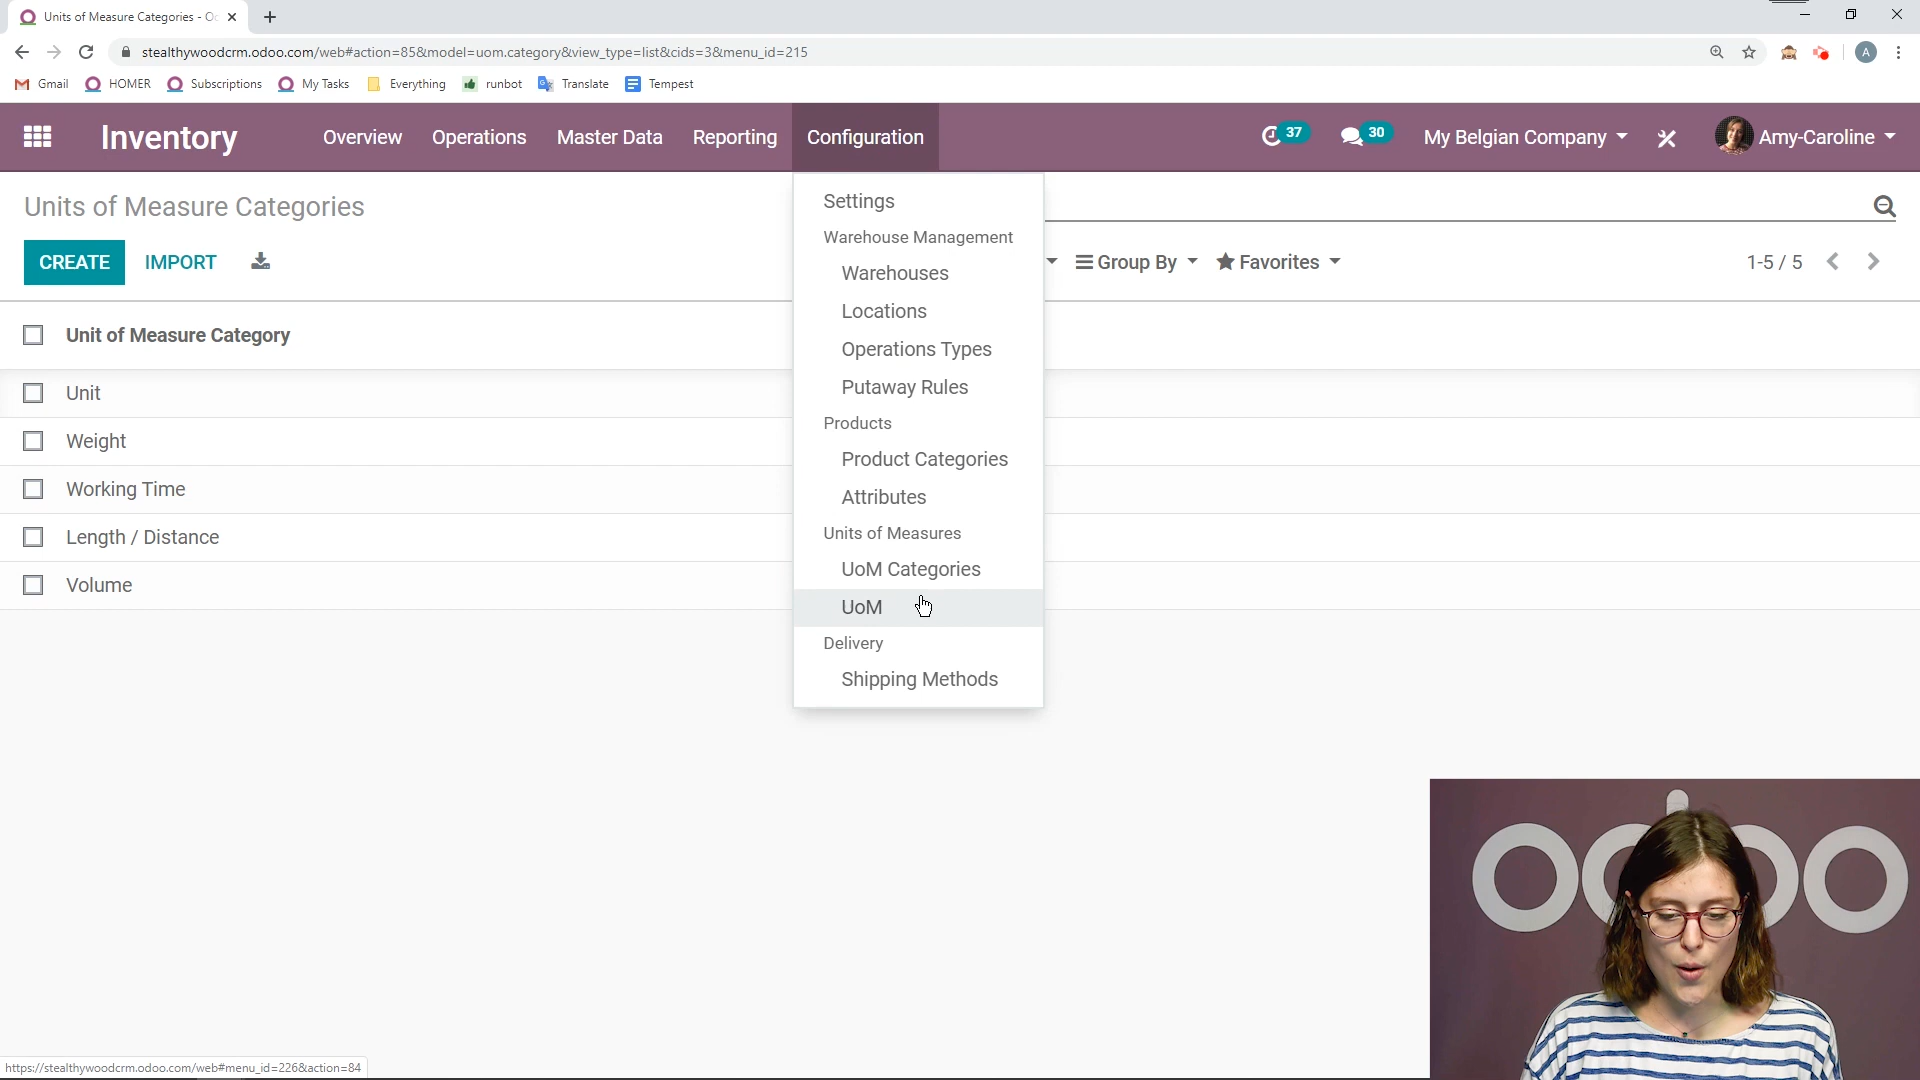 Units of Measure Categories - Oc
stealthywoodcrm.odoo.com/web#action=85&model=uom.category&view_type=list&cids=3&menu_id=215
A
Gmail HOMER Subscriptions My Tasks Everything runbot Translate Tempest
Inventory Overview Operations Master Data Reporting Configuration 37 30 My Belgian Company Amy-Caroline
Units of Measure Categories
CREATE IMPORT Group By Favorites 1-5 / 5
Unit of Measure Category
Unit
Weight
Working Time
Length / Distance
Volume
Settings
Warehouse Management
Warehouses
Locations
Operations Types
Putaway Rules
Products
Product Categories
Attributes
Units of Measures
UoM Categories
UoM
Delivery
Shipping Methods
odoo
https://stealthywoodcrm.odoo.com/web#menu_id=226&action=84